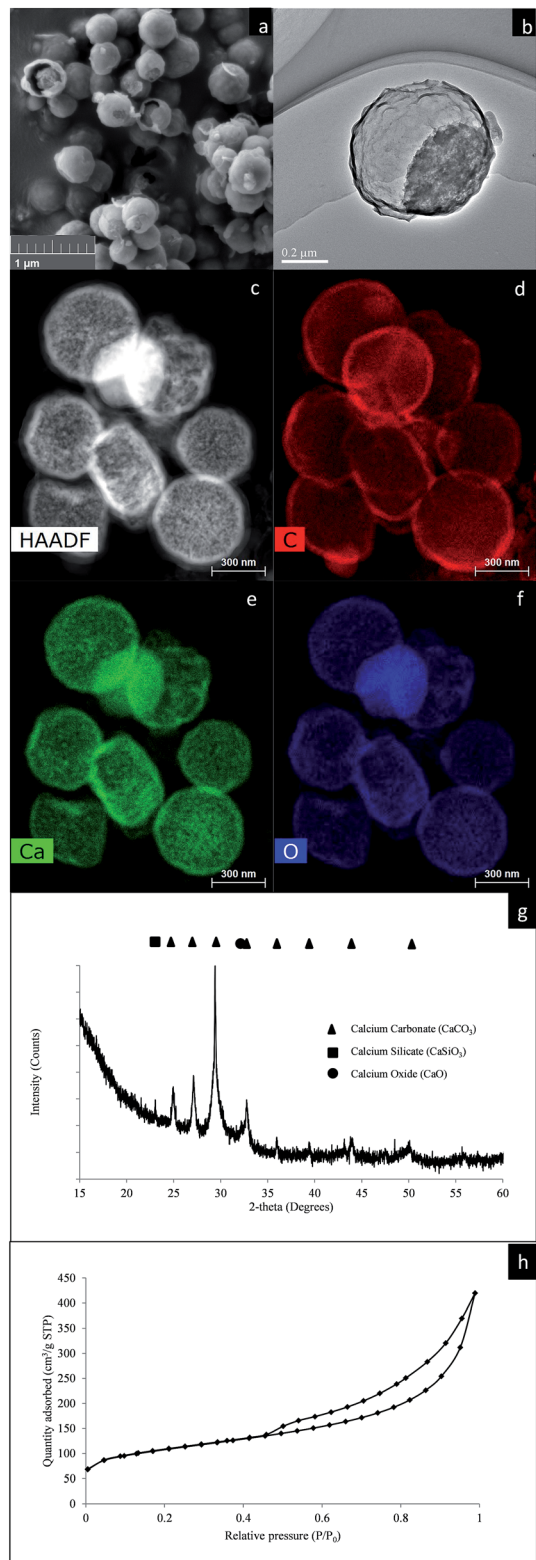 a
1 µm
b
0.2 µm
c
HAADF
300 nm
d
C
300 nm
e
Ca
300 nm
f
O
300 nm
g
Calcium Carbonate (CaCO3)
Calcium Silicate (CaSiO3)
Calcium Oxide (CaO)
Intensity (Counts)
15 20 25 30 35 40 45 50 55 60
2-theta (Degrees)
h
Quantity adsorbed (cm³/g STP)
450
400
350
300
250
200
150
100
50
0
0 0.2 0.4 0.6 0.8 1
Relative pressure (P/P0)